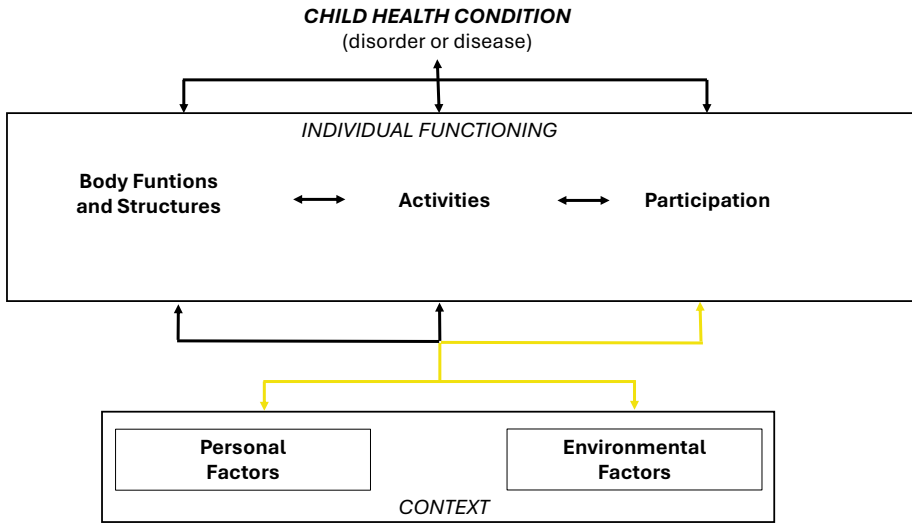 CHILD HEALTH CONDITION
(disorder or disease)
INDIVIDUAL FUNCTIONING
Body Funtions
and Structures
Activities
Participation
Personal
Factors
Environmental
Factors
CONTEXT